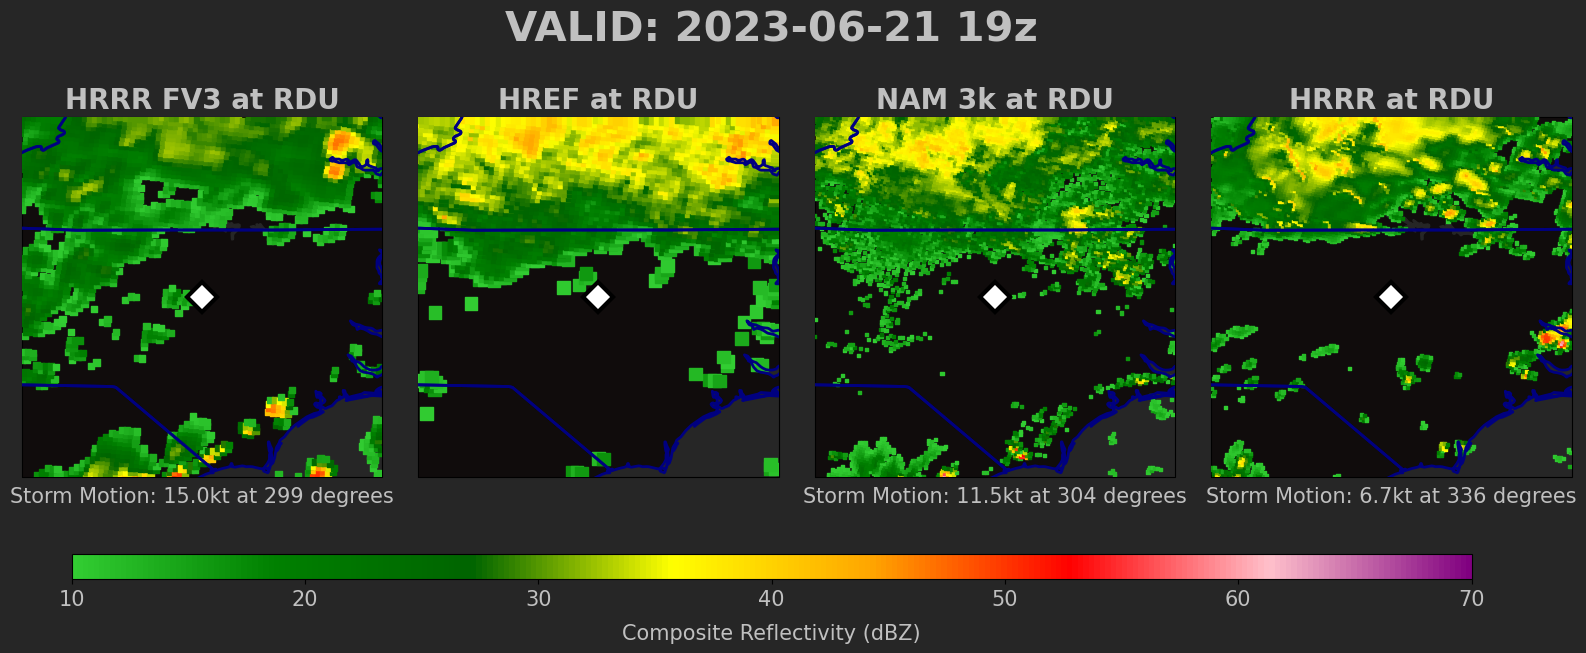 VALID: 2023-06-21 19z
HRRR FV3 at RDU
HREF at RDU
NAM 3k at RDU
HRRR at RDU
Storm Motion: 15.0kt at 299 degrees
Storm Motion: 11.5kt at 304 degrees
Storm Motion: 6.7kt at 336 degrees
10 20 30 40 50 60 70
Composite Reflectivity (dBZ)